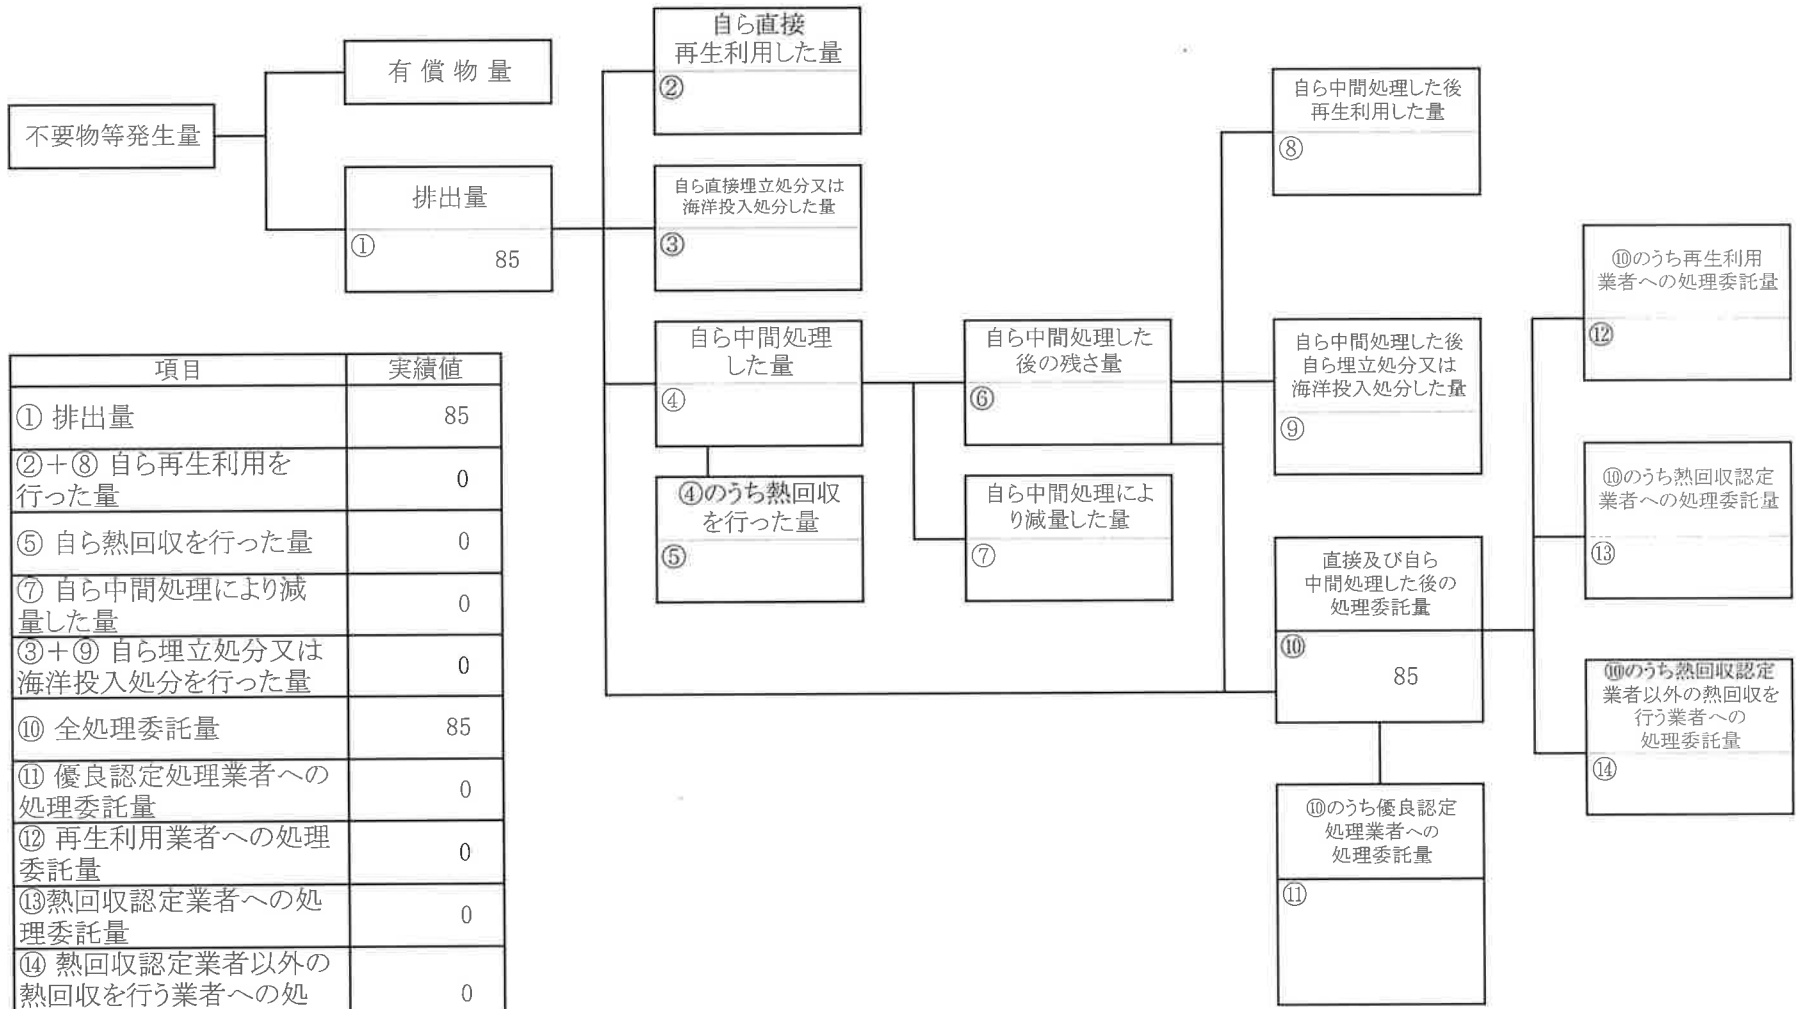 不要物等発生量
有償物量
排出量
①
85
自ら直接
再生利用した量
②
自ら直接埋立処分又は
海洋投入処分した量
③
自ら中間処理
した量
④
④のうち熱回収
を行った量
⑤
自ら中間処理した
後の残さ量
⑥
自ら中間処理によ
り減量した量
⑦
自ら中間処理した後
再生利用した量
⑧
自ら中間処理した後
自ら埋立処分又は
海洋投入処分した量
⑨
直接及び自ら
中間処理した後の
処理委託量
⑩
85
⑩のうち優良認定
処理業者への
処理委託量
⑪
⑩のうち再生利用
業者への処理委託量
⑫
⑩のうち熱回収認定
業者への処理委託量
⑬
⑩のうち熱回収認定
業者以外の熱回収を
行う業者への
処理委託量
⑭
項目 実績値
① 排出量 85
②+⑧ 自ら再生利用を
行った量 0
⑤ 自ら熱回収を行った量 0
⑦ 自ら中間処理により減
量した量 0
③+⑨ 自ら埋立処分又は
海洋投入処分を行った量 0
⑩ 全処理委託量 85
⑪ 優良認定処理業者への
処理委託量 0
⑫ 再生利用業者への処理
委託量 0
⑬熱回収認定業者への処
理委託量 0
⑭ 熱回収認定業者以外の
熱回収を行う業者への処 0